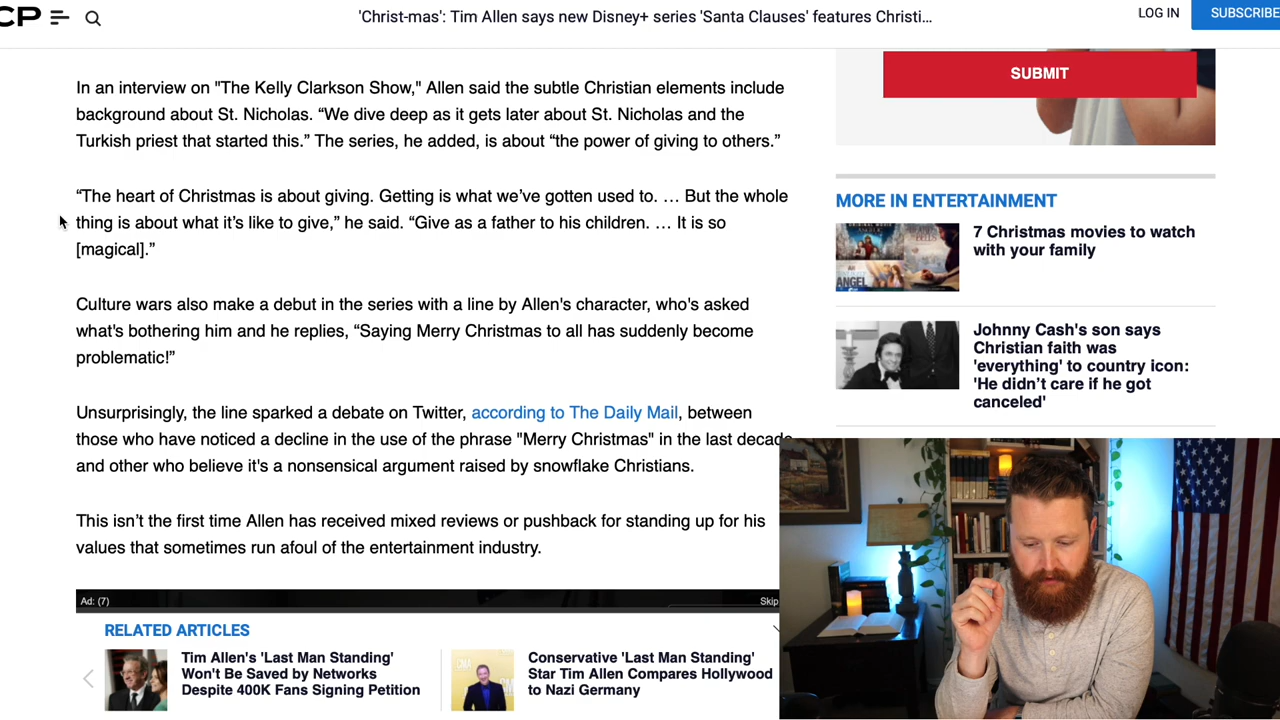 CP
'Christ-mas': Tim Allen says new Disney+ series 'Santa Clauses' features Christi...
LOG IN
SUBSCRIBE
In an interview on "The Kelly Clarkson Show," Allen said the subtle Christian elements include
background about St. Nicholas. “We dive deep as it gets later about St. Nicholas and the
Turkish priest that started this.” The series, he added, is about “the power of giving to others.”
“The heart of Christmas is about giving. Getting is what we’ve gotten used to. … But the whole
thing is about what it’s like to give,” he said. “Give as a father to his children. … It is so
[magical].”
Culture wars also make a debut in the series with a line by Allen's character, who's asked
what's bothering him and he replies, “Saying Merry Christmas to all has suddenly become
problematic!”
Unsurprisingly, the line sparked a debate on Twitter, according to The Daily Mail, between
those who have noticed a decline in the use of the phrase "Merry Christmas" in the last decade
and other who believe it's a nonsensical argument raised by snowflake Christians.
This isn’t the first time Allen has received mixed reviews or pushback for standing up for his
values that sometimes run afoul of the entertainment industry.
Ad: (7)
Skip
RELATED ARTICLES
Tim Allen's 'Last Man Standing'
Won't Be Saved by Networks
Despite 400K Fans Signing Petition
Conservative 'Last Man Standing'
Star Tim Allen Compares Hollywood
to Nazi Germany
SUBMIT
MORE IN ENTERTAINMENT
7 Christmas movies to watch
with your family
ANGEL
Johnny Cash's son says
Christian faith was
'everything' to country icon:
'He didn’t care if he got
canceled'